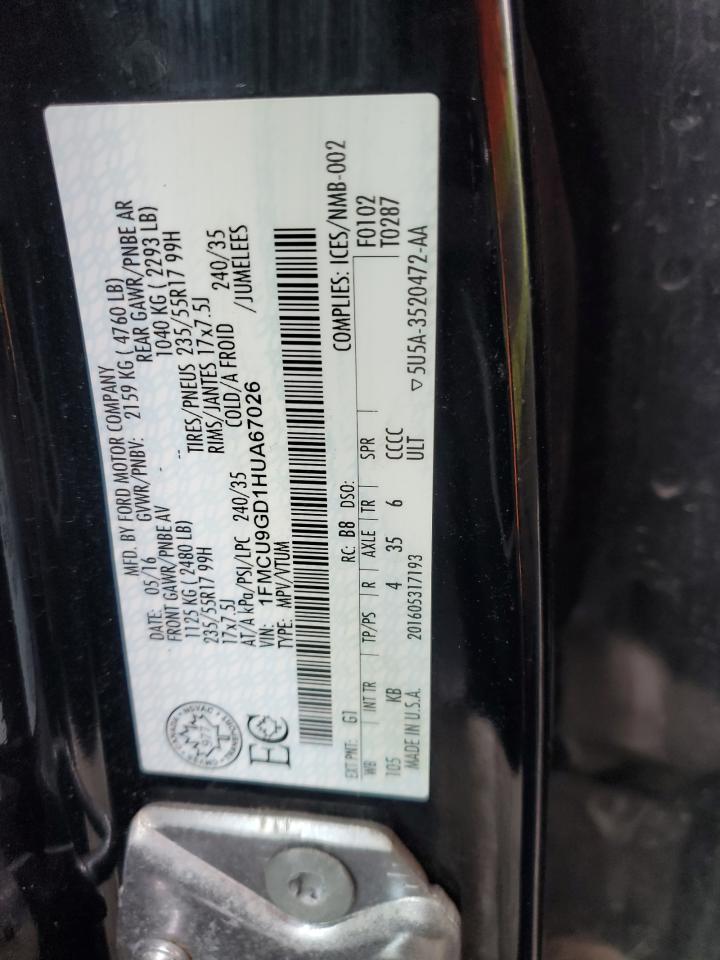 MFD. BY FORD MOTOR COMPANY
DATE: 05/16 GVWR/PNBV: 2159 KG ( 4760 LB)
FRONT GAWR/PNBE AV REAR GAWR/PNBE AR
1125 KG ( 2480 LB) 1040 KG ( 2293 LB)
235/55R17 99H -- TIRES/PNEUS 235/55R17 99H
17x7.5J RIMS/JANTES 17x7.5J
AT/A kPa/PSI/LPC 240/35 COLD/A FROID 240/35
VIN: 1FMCU9GD1HUA67026 /JUMELEES
TYPE: MPV/VTUM
EC
COMPLIES: ICES/NMB-002
EXT PNT: G1 RC: B8 DSO: F0102
WB INT TR TP/PS R AXLE TR SPR T0287
105 KB 4 35 6 CCCC
MADE IN U.S.A. 201605317193 ULT
▽5U5A-3520472-AA
CANADA • NSVAC
977